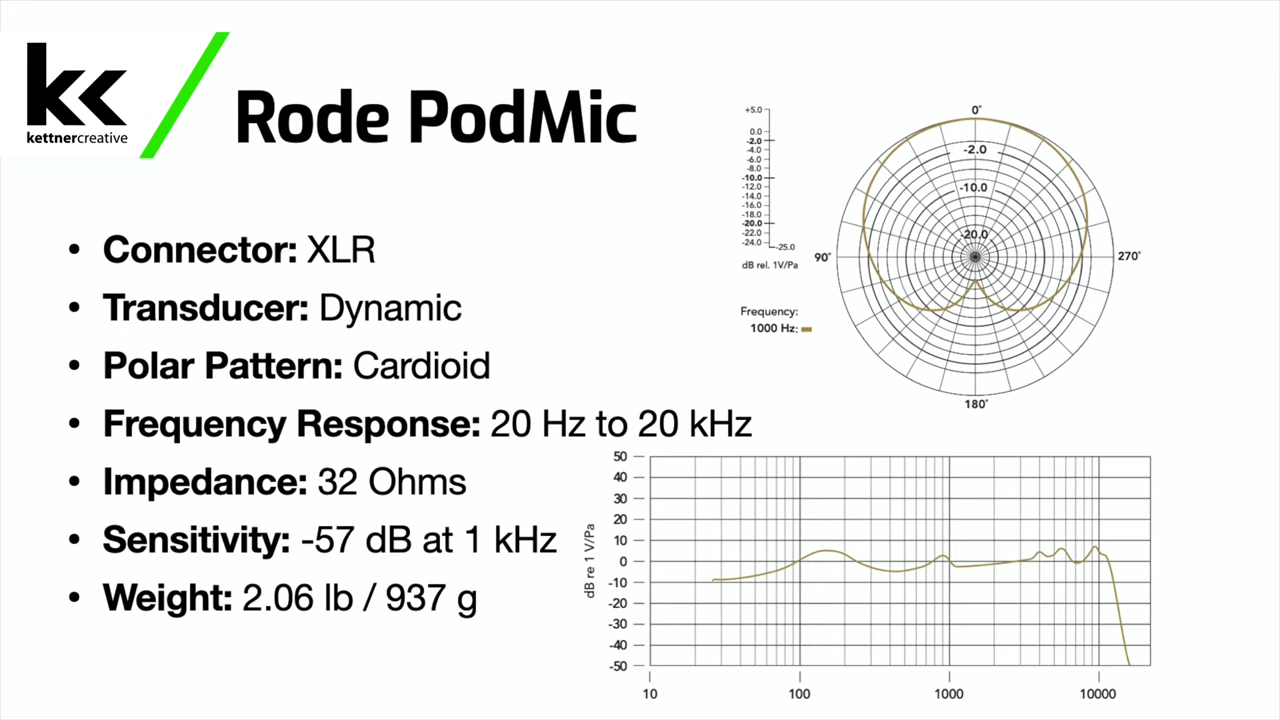 kk
kettnercreative
Rode PodMic
• Connector: XLR
• Transducer: Dynamic
• Polar Pattern: Cardioid
• Frequency Response: 20 Hz to 20 kHz
• Impedance: 32 Ohms
• Sensitivity: -57 dB at 1 kHz
• Weight: 2.06 lb / 937 g
+5.0
0.0
-2.0
-4.0
-6.0
-8.0
-10.0
-12.0
-14.0
-16.0
-18.0
-20.0
-22.0
-24.0
-25.0
dB rel. 1V/Pa
Frequency:
1000 Hz:
0°
-2.0
-10.0
-20.0
90°
270°
180°
50
40
30
20
10
0
-10
-20
-30
-40
-50
dB re 1 V/Pa
10 100 1000 10000